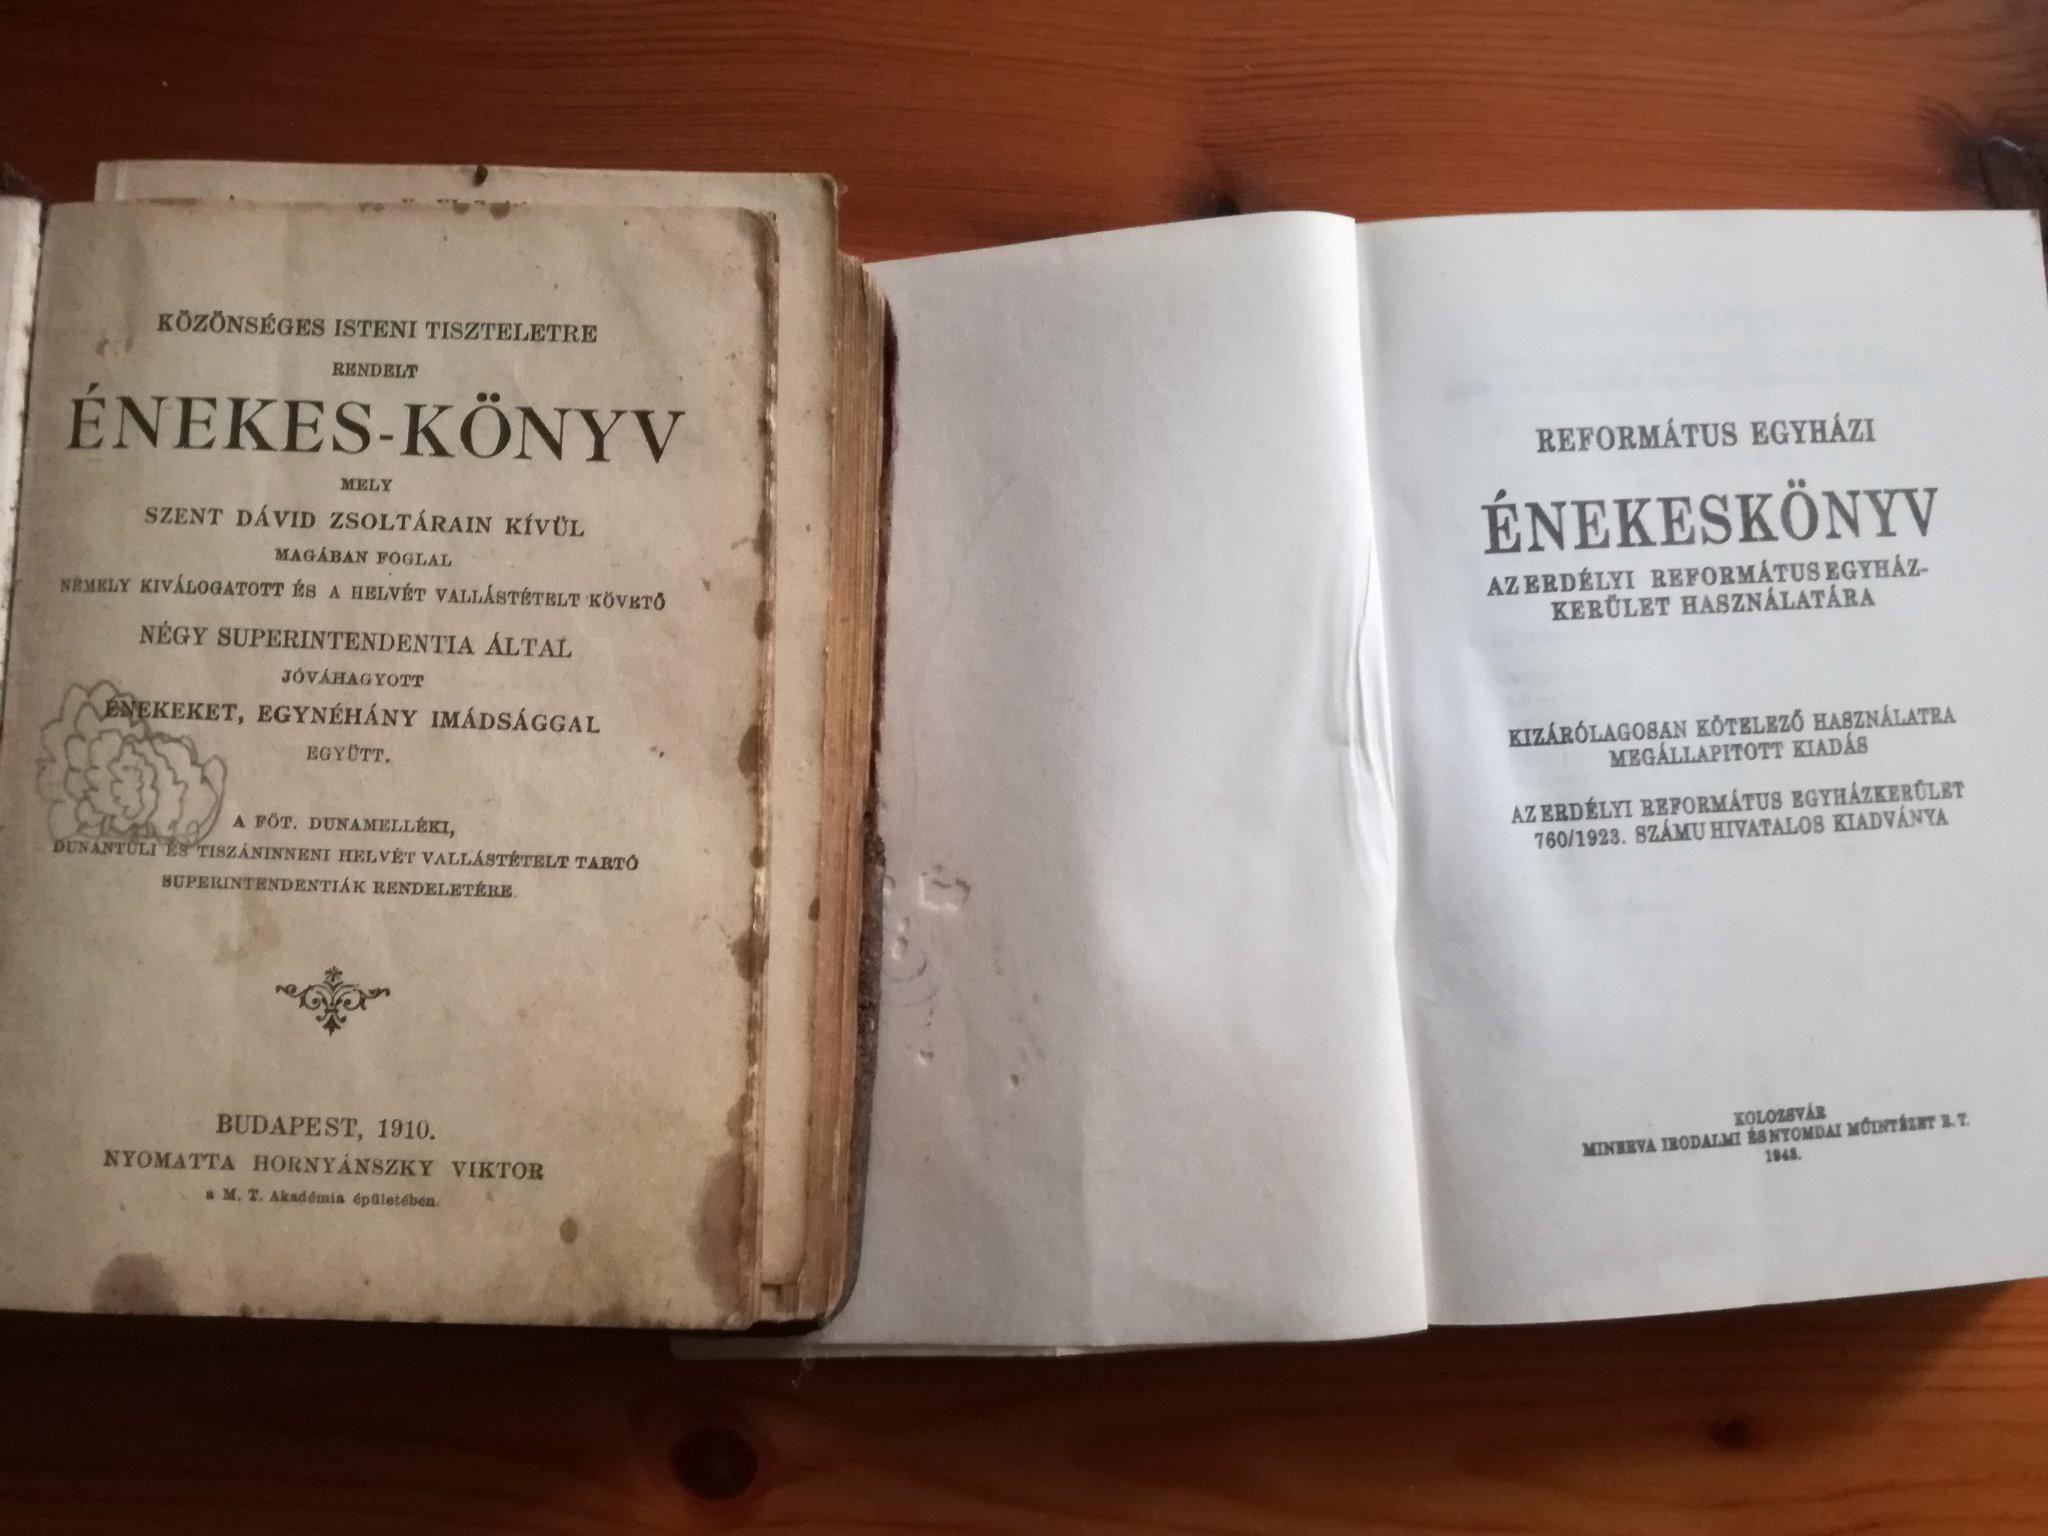 KÖZÖNSÉGES ISTENI TISZTELETRE
RENDELT
ÉNEKES-KÖNYV
MELY
SZENT DÁVID ZSOLTÁRAIN KÍVÜL
MAGÁBAN FOGLAL
NÉMELY KIVÁLOGATOTT ÉS A HELVÉT VALLÁSTÉTELT KÖVETŐ
NÉGY SUPERINTENDENTIA ÁLTAL
JÓVÁHAGYOTT
ÉNEKEKET, EGYNÉHÁNY IMÁDSÁGGAL
EGYÜTT.
A FŐT. DUNAMELLÉKI,
DUNÁNTÚLI ÉS TISZÁNINNENI HELVÉT VALLÁSTÉTELT TARTÓ
SUPERINTENDENTIÁK RENDELETÉRE.
BUDAPEST, 1910.
NYOMATTA HORNYÁNSZKY VIKTOR
a M. T. Akadémia épületében.
REFORMÁTUS EGYHÁZI
ÉNEKESKÖNYV
AZ ERDÉLYI REFORMÁTUS EGYHÁZ-
KERÜLET HASZNÁLATÁRA
KIZÁRÓLAGOSAN KÖTELEZŐ HASZNÁLATRA
MEGÁLLAPITOTT KIADÁS
AZ ERDÉLYI REFORMÁTUS EGYHÁZKERÜLET
760/1923. SZÁMU HIVATALOS KIADVÁNYA
KOLOZSVÁR
MINERVA IRODALMI ÉS NYOMDAI MŰINTÉZET R. T.